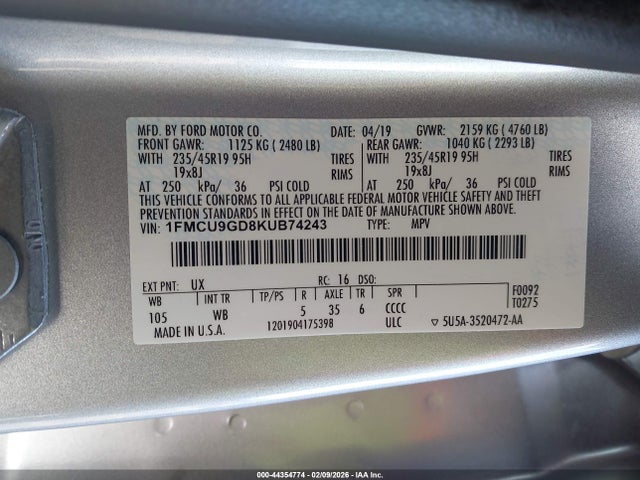 MFD. BY FORD MOTOR CO. DATE: 04/19 GVWR: 2159 KG ( 4760 LB)
FRONT GAWR: 1125 KG ( 2480 LB) REAR GAWR: 1040 KG ( 2293 LB)
WITH 235/45R19 95H TIRES WITH 235/45R19 95H TIRES
19x8J RIMS 19x8J RIMS
AT 250 kPa/ 36 PSI COLD AT 250 kPa/ 36 PSI COLD
THIS VEHICLE CONFORMS TO ALL APPLICABLE FEDERAL MOTOR VEHICLE SAFETY AND THEFT PREVENTION
STANDARDS IN EFFECT ON THE DATE OF MANUFACTURE SHOWN ABOVE.
VIN: 1FMCU9GD8KUB74243 TYPE: MPV
EXT PNT: UX RC: 16 DSO:
WB INT TR TP/PS R AXLE TR SPR F0092
105 WB 5 35 6 CCCC T0275
MADE IN U.S.A. 1201904175398 ULC ▽ 5U5A-3520472-AA
000-44354774 - 02/09/2026 - IAA Inc.